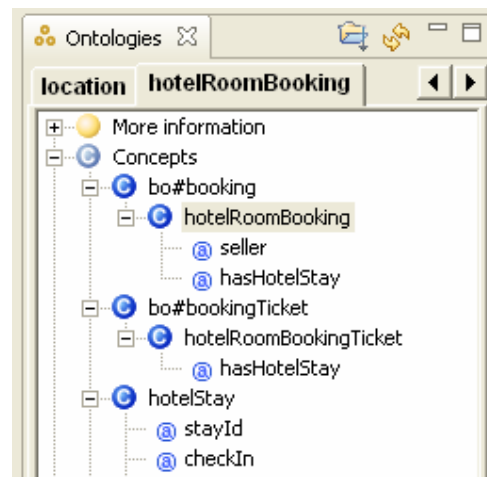 Ontologies
location hotelRoomBooking
More information
Concepts
bo#booking
hotelRoomBooking
seller
hasHotelStay
bo#bookingTicket
hotelRoomBookingTicket
hasHotelStay
hotelStay
stayId
checkIn